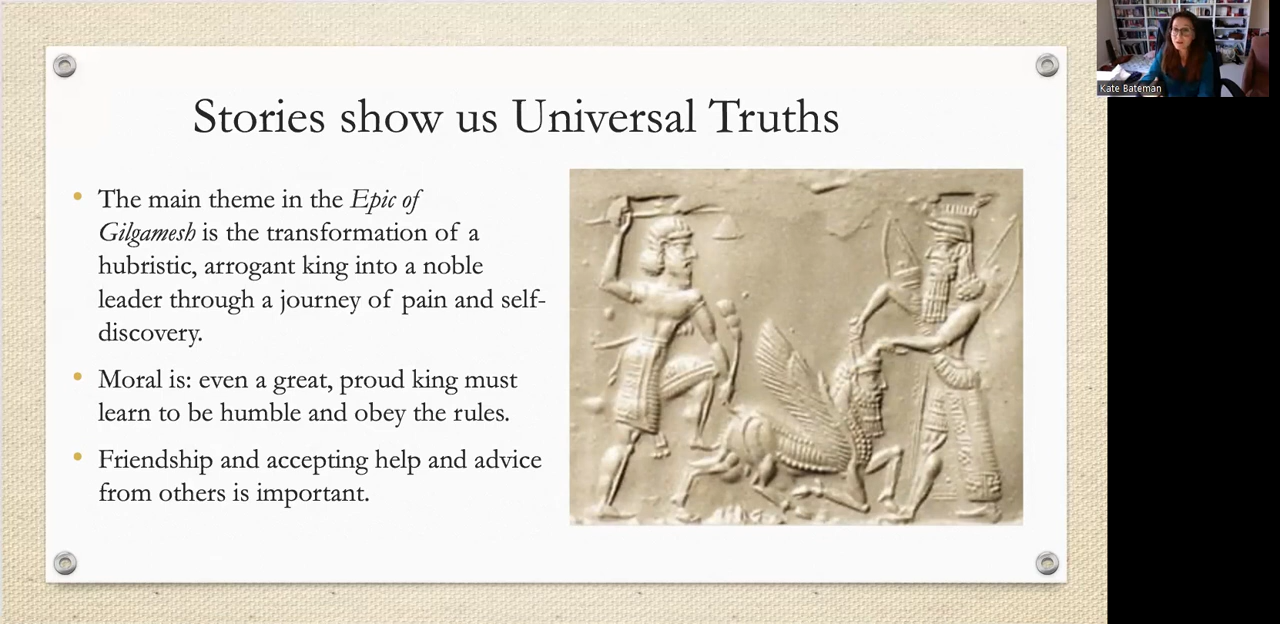 Stories show us Universal Truths
The main theme in the Epic of
Gilgamesh is the transformation of a
hubristic, arrogant king into a noble
leader through a journey of pain and self-
discovery.
Moral is: even a great, proud king must
learn to be humble and obey the rules.
Friendship and accepting help and advice
from others is important.
Kate Bateman